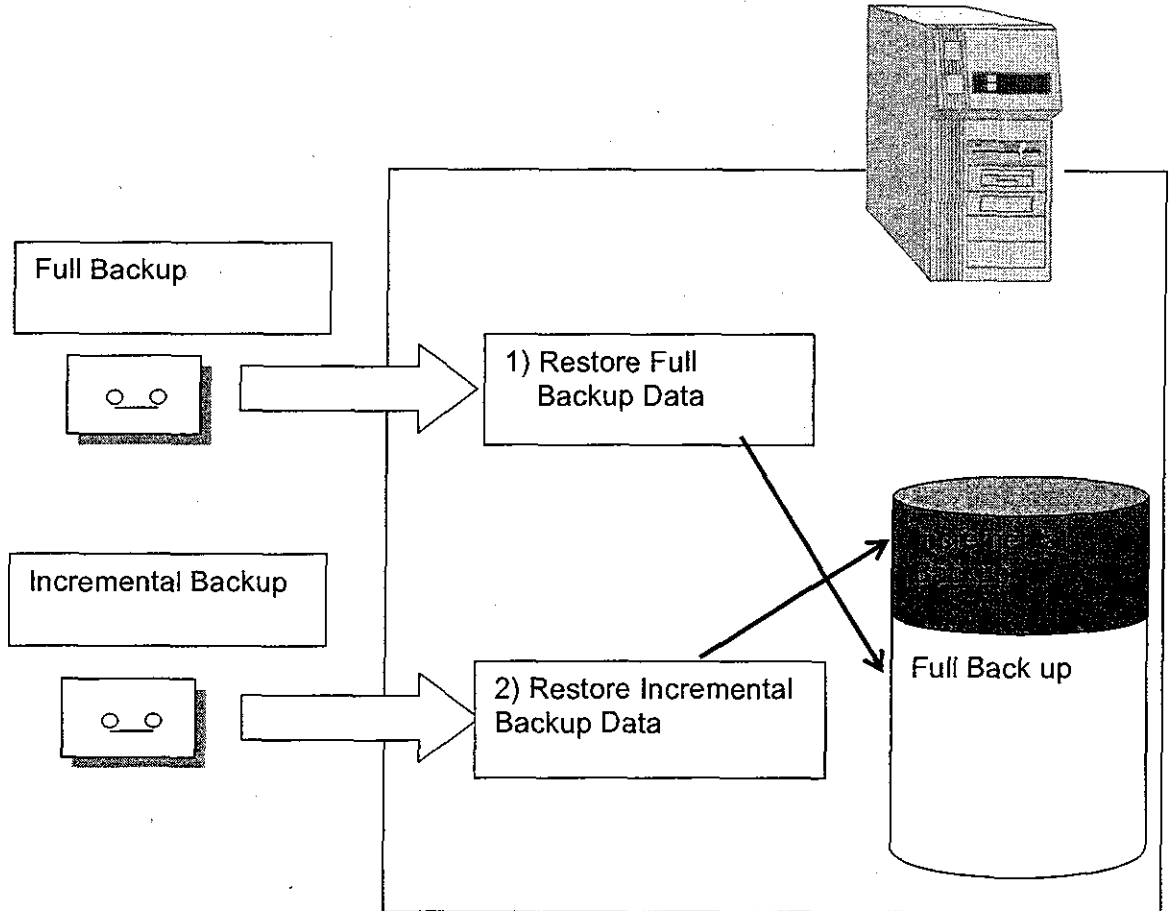 Full Backup
1) Restore Full
Backup Data
Incremental Backup
2) Restore Incremental
Backup Data
Full Back up